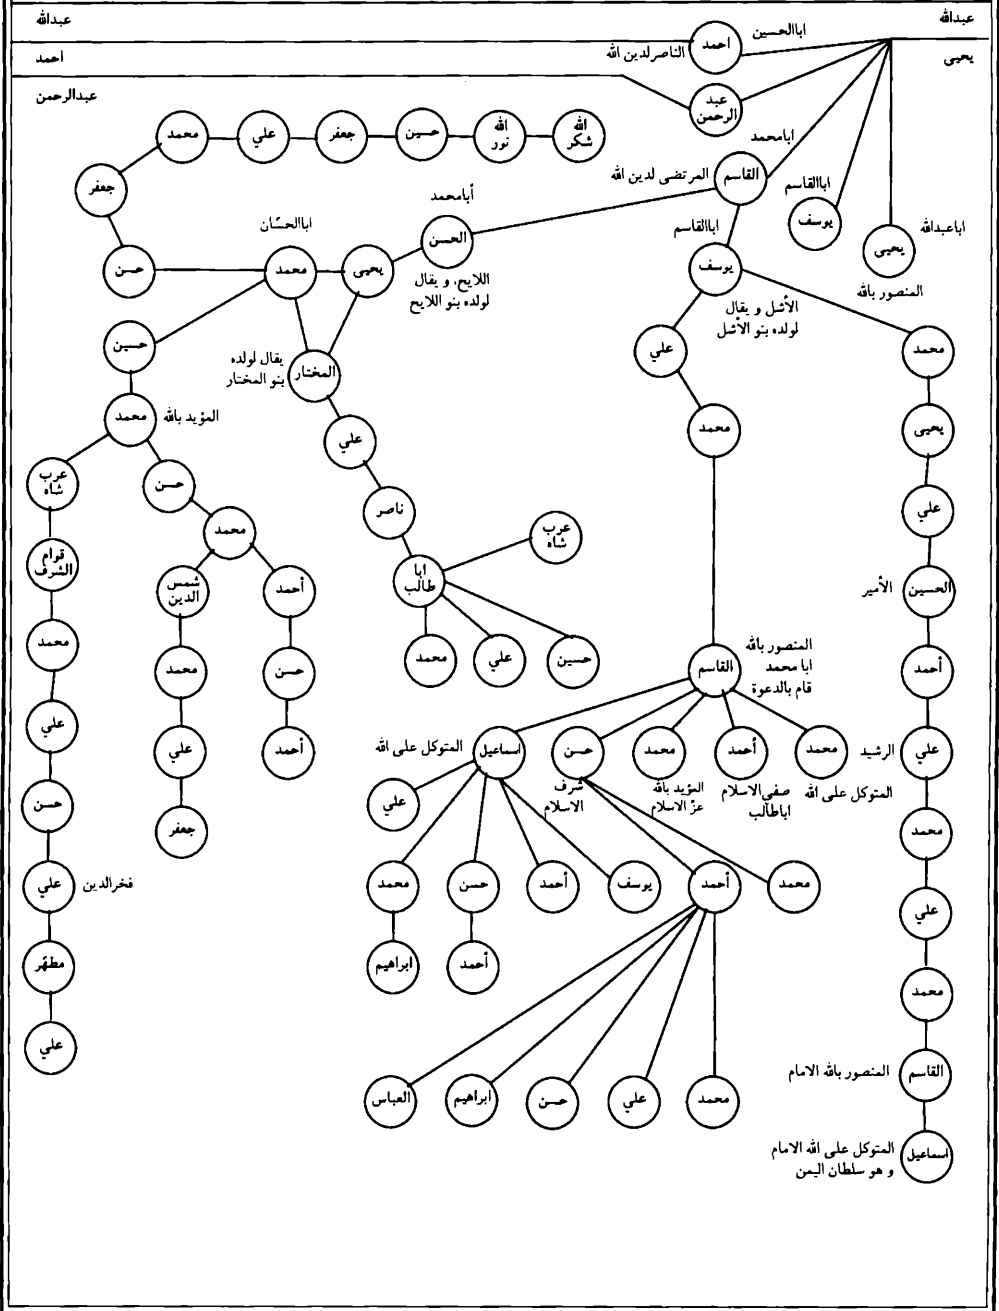 عبدالله
عبدالله
يحيى
احمد
عبدالرحمن
اباالحسين
احمد
الناصرلدين الله
عبد
الرحمن
ابامحمد
القاسم
المرتضى لدين الله
اباالقاسم
يوسف
اباعبدالله
يحيى
المنصور بالله
الله
شكر
الله
نور
حسين
جعفر
علي
محمد
جعفر
حسن
أبامحمد
الحسن
اللايح، و يقال
لولده بنو اللايح
يحيى
اباالحسّان
محمد
اباالقاسم
يوسف
الأشل و يقال
لولده بنو الأشل
محمد
يحيى
علي
الحسين
الأمير
أحمد
علي
الرشيد
محمد
علي
محمد
القاسم
المنصور بالله الامام
اسماعيل
المتوكل على الله الامام
و هو سلطان اليمن
علي
محمد
القاسم
المنصور بالله
ابا محمد
قام بالدعوة
محمد
المتوكل على الله
أحمد
صفي الاسلام
اباطالب
محمد
المؤيد بالله
عزّ الاسلام
حسن
شرف
الاسلام
اسماعيل
المتوكل على الله
علي
محمد
أحمد
يوسف
أحمد
حسن
محمد
أحمد
ابراهيم
محمد
علي
حسن
ابراهيم
العباس
المختار
يقال لولده
بنو المختار
علي
ناصر
ابا
طالب
عرب
شاه
حسين
علي
محمد
حسين
محمد
المؤيد بالله
حسن
محمد
أحمد
حسن
أحمد
شمس
الدين
محمد
علي
جعفر
عرب
شاه
قوام
الشرف
محمد
علي
حسن
علي
فخرالدين
مطهّر
علي